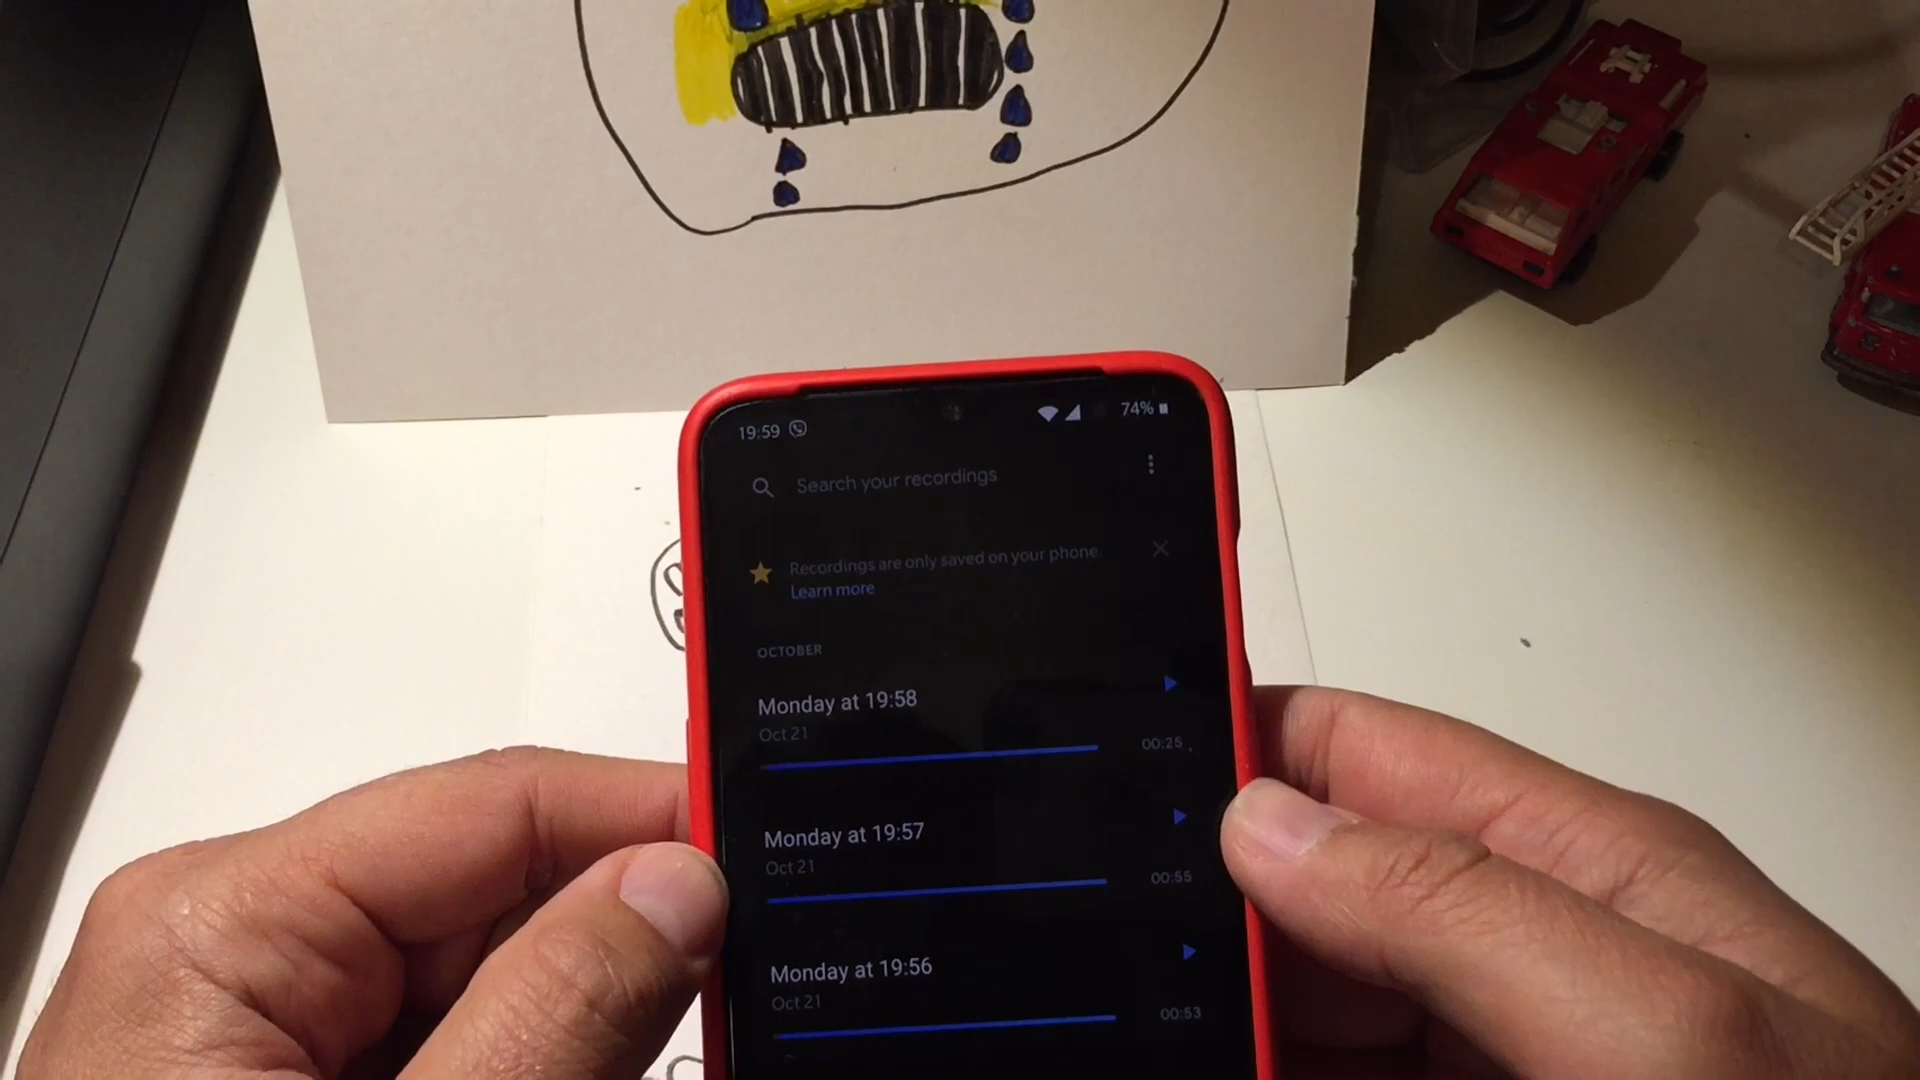 19:59 74%
Search your recordings
Recordings are only saved on your phone.
Learn more
OCTOBER
Monday at 19:58
Oct 21
00:25
Monday at 19:57
Oct 21
00:55
Monday at 19:56
Oct 21
00:53